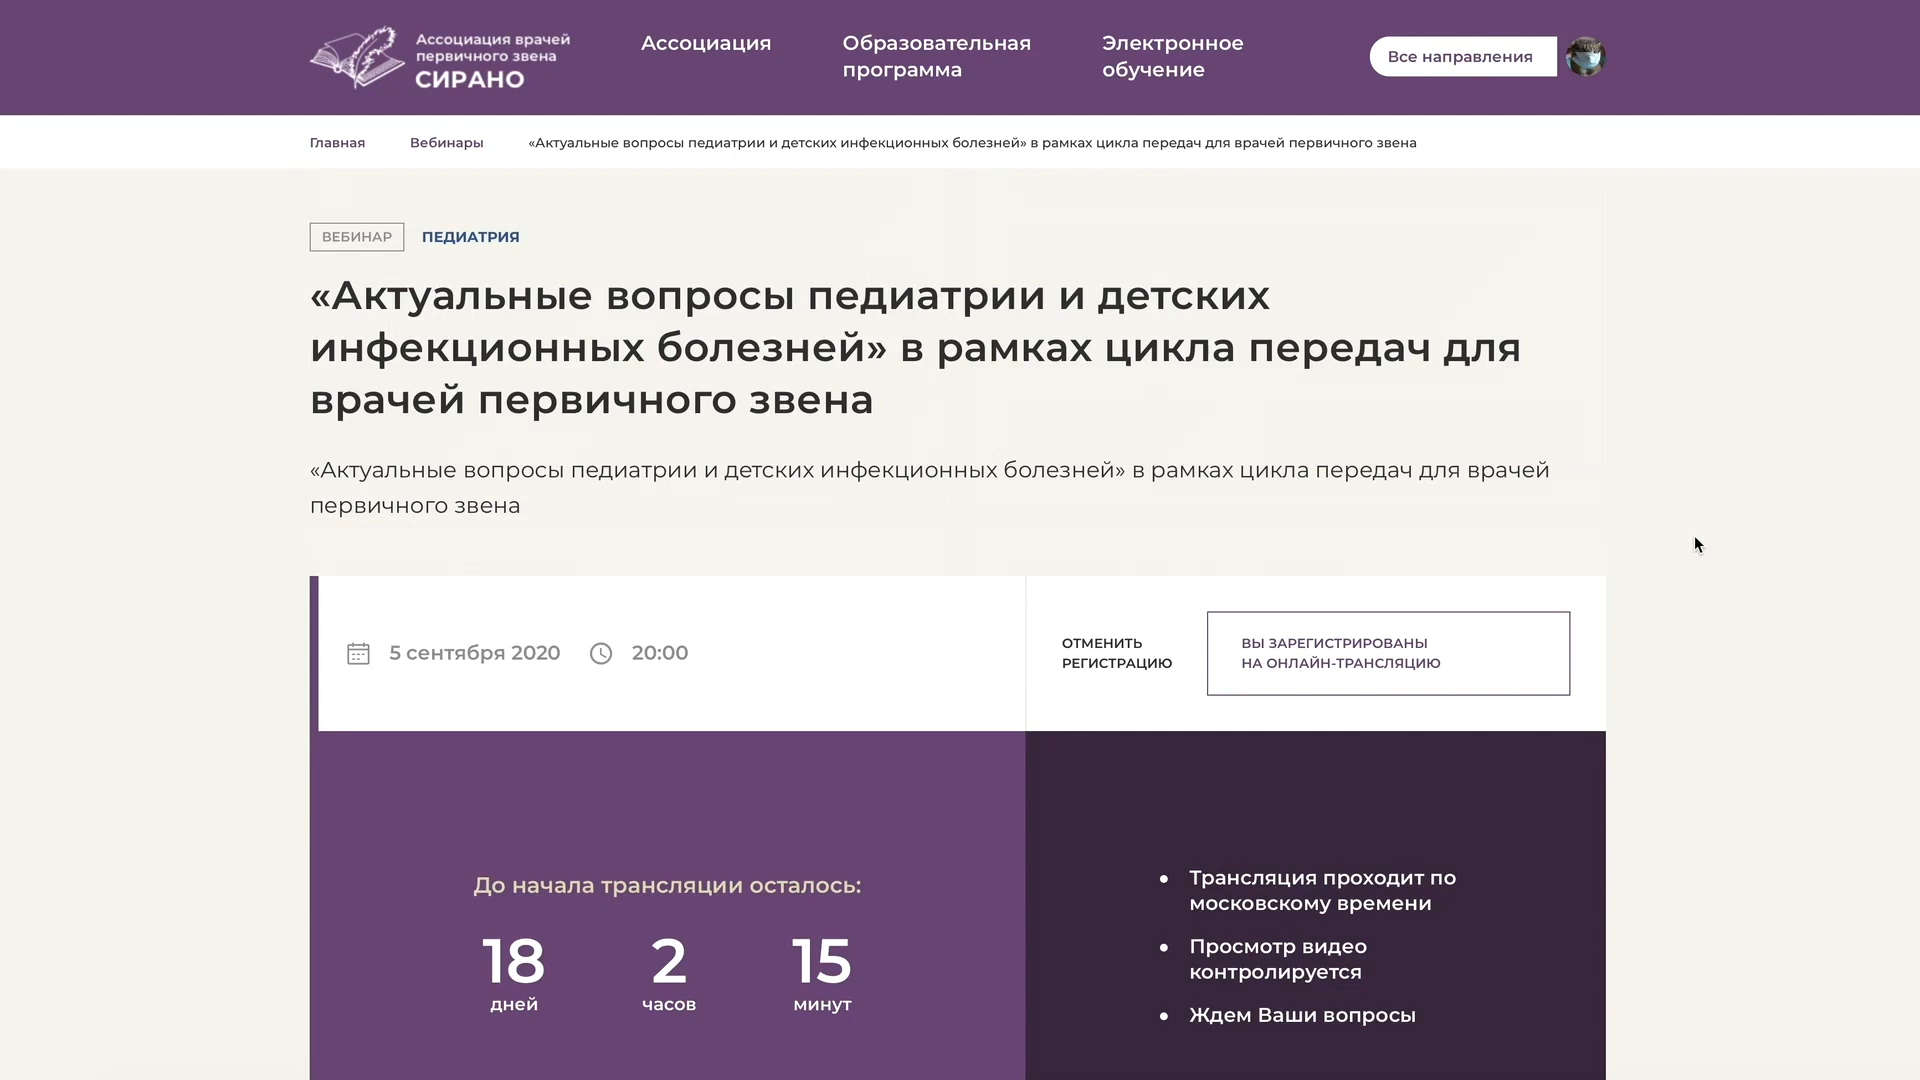 Ассоциация врачей
первичного звена
СИРАНО
Ассоциация
Образовательная
программа
Электронное
обучение
Все направления
Главная
Вебинары
«Актуальные вопросы педиатрии и детских инфекционных болезней» в рамках цикла передач для врачей первичного звена
ВЕБИНАР
ПЕДИАТРИЯ
«Актуальные вопросы педиатрии и детских
инфекционных болезней» в рамках цикла передач для
врачей первичного звена
«Актуальные вопросы педиатрии и детских инфекционных болезней» в рамках цикла передач для врачей
первичного звена
5 сентября 2020
20:00
ОТМЕНИТЬ
РЕГИСТРАЦИЮ
ВЫ ЗАРЕГИСТРИРОВАНЫ
НА ОНЛАЙН-ТРАНСЛЯЦИЮ
До начала трансляции осталось:
18
дней
2
часов
15
минут
Трансляция проходит по
московскому времени
Просмотр видео
контролируется
Ждем Ваши вопросы